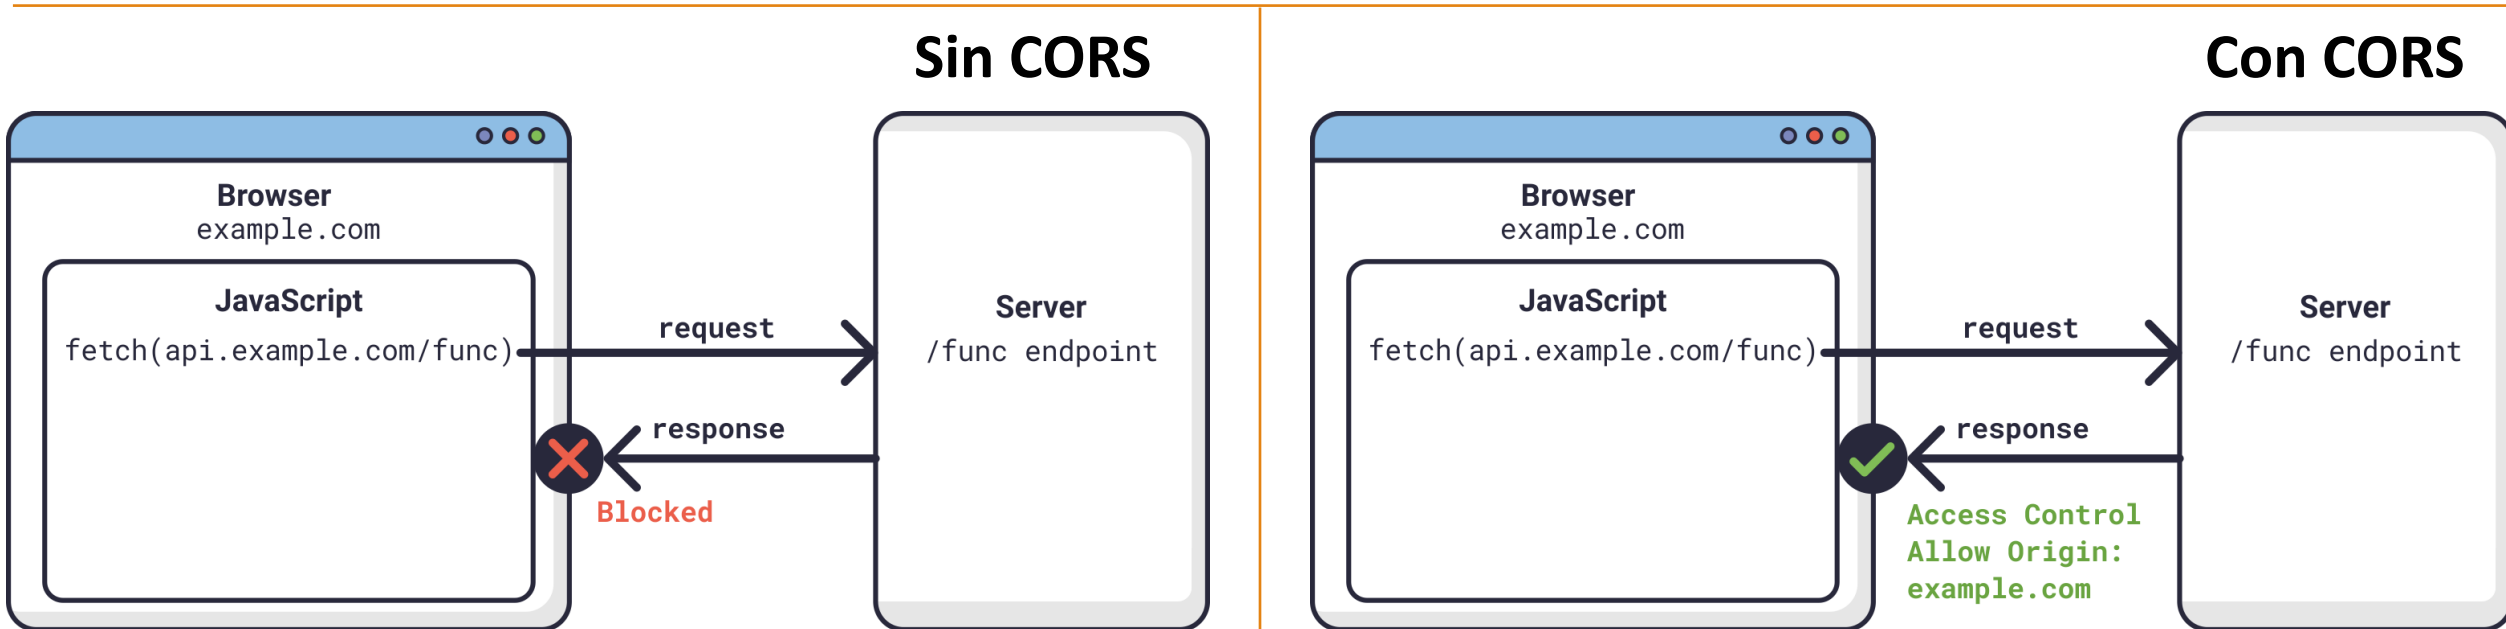 Sin CORS
Browser
example.com
JavaScript
fetch(api.example.com/func)
request
response
Blocked
Server
/func endpoint
Con CORS
Browser
example.com
JavaScript
fetch(api.example.com/func)
request
response
Access Control
Allow Origin:
example.com
Server
/func endpoint